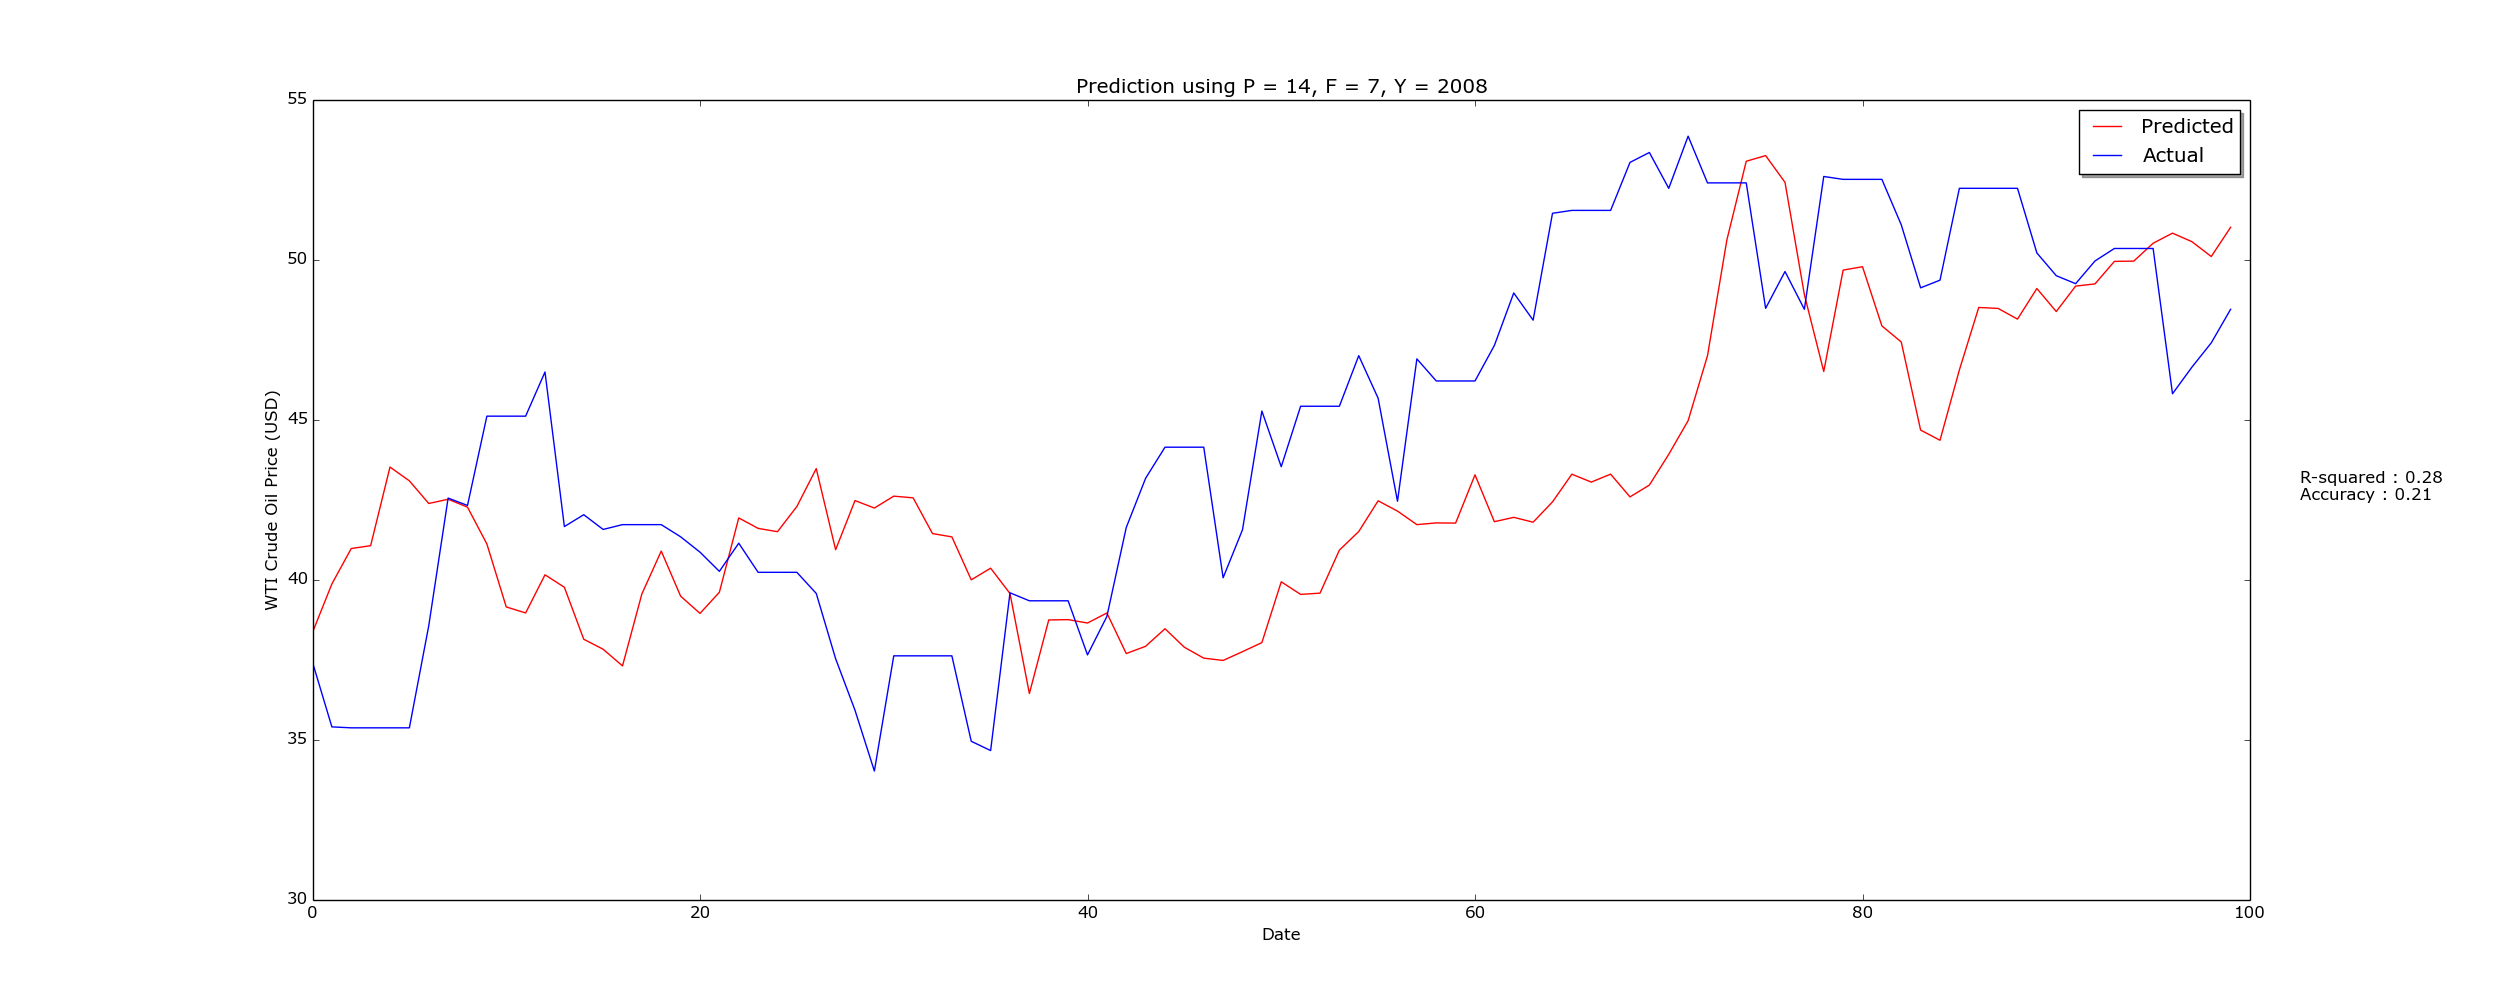 Prediction using P = 14, F = 7, Y = 2008
Predicted
Actual
55
50
45
40
35
30
WTI Crude Oil Price (USD)
0 20 40 60 80 100
Date
R-squared : 0.28
Accuracy : 0.21